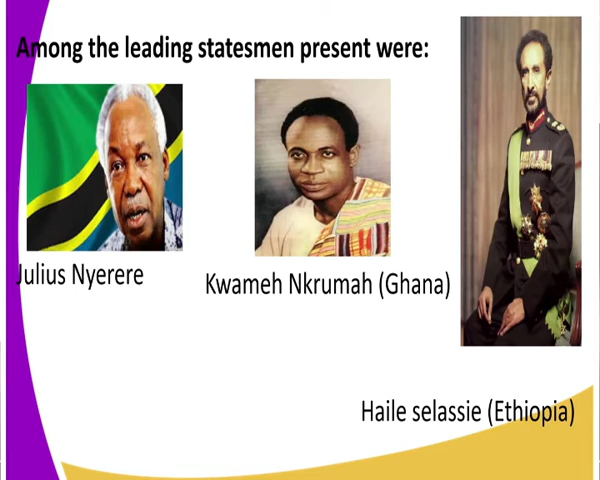 Among the leading statesmen present were:
Julius Nyerere
Kwameh Nkrumah (Ghana)
Haile selassie (Ethiopia)